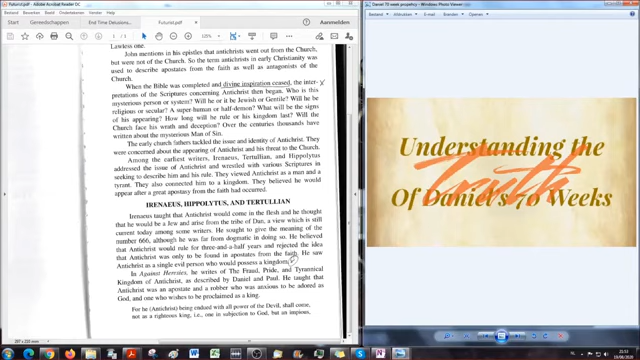 Futurist.pdf - Adobe Acrobat Reader DC
Start
Gereedschappen
End Time Delusions...
Futurist.pdf
Aanmelden
Lawless one.
John mentions in his epistles that antichrists went out from the Church,
but were not of the Church. So the term antichrists in early Christianity was
used to describe apostates from the faith as well as antagonists of the
Church.
When the Bible was completed and divine inspiration ceased, the inter-
pretations of the Scriptures concerning Antichrist then began. Who is this
mysterious person or system? Will he or it be Jewish or Gentile? Will he be
religious or secular? A super-human or half-demon? What will be the signs
of his appearing? How long will he rule or his kingdom last? Will the
Church face his wrath and deception? Over the centuries thousands have
written about the mysterious Man of Sin.
The early church fathers tackled the issue and identity of Antichrist. They
were concerned about the appearing of Antichrist and his threat to the Church.
Among the earliest writers, Irenaeus, Tertullian, and Hippolytus
addressed the issue of Antichrist and wrestled with various Scriptures in
seeking to describe him and his rule. They viewed Antichrist as a man and a
tyrant. They also connected him to a kingdom. They believed he would
appear after a great apostasy from the faith had occurred.
IRENAEUS, HIPPOLYTUS, AND TERTULLIAN
Irenaeus taught that Antichrist would come in the flesh and he thought
that he would be a Jew and arise from the tribe of Dan, a view which is still
current today among some writers. He sought to give the meaning of the
number 666, although he was far from dogmatic in doing so. He believed
that Antichrist would rule for three-and-a-half years and rejected the idea
that Antichrist was only to be found in apostates from the faith. He saw
Antichrist as a single evil person who would possess a kingdom.
In Against Heresies, he writes of The Fraud, Pride, and Tyrannical
Kingdom of Antichrist, as described by Daniel and Paul. He taught that
Antichrist was an apostate and a robber who was anxious to be adored as
God, and one who wishes to be proclaimed as a king.
For he (Antichrist) being endued with all power of the Devil, shall come,
not as a righteous king, i.e., one in subjection to God, but an impious,
Daniel 70 week propehcy - Windows Photo Viewer
Understanding the
Truth
Of Daniel's 70 Weeks
NL
21:53
13/06/2020